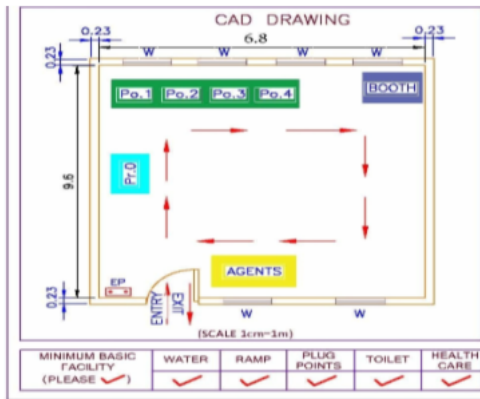 CAD DRAWING
0.23 6.8 0.23
W W W W
0.23
Po.1 Po.2 Po.3 Po.4 BOOTH
9.6
Pr.O
AGENTS
EP
0.23
ENTRY EXIT
W W
(SCALE 1cm-1m)
MINIMUM BASIC FACILITY (PLEASE ✓) WATER RAMP PLUG POINTS TOILET HEALTH CARE
✓ ✓ ✓ ✓ ✓